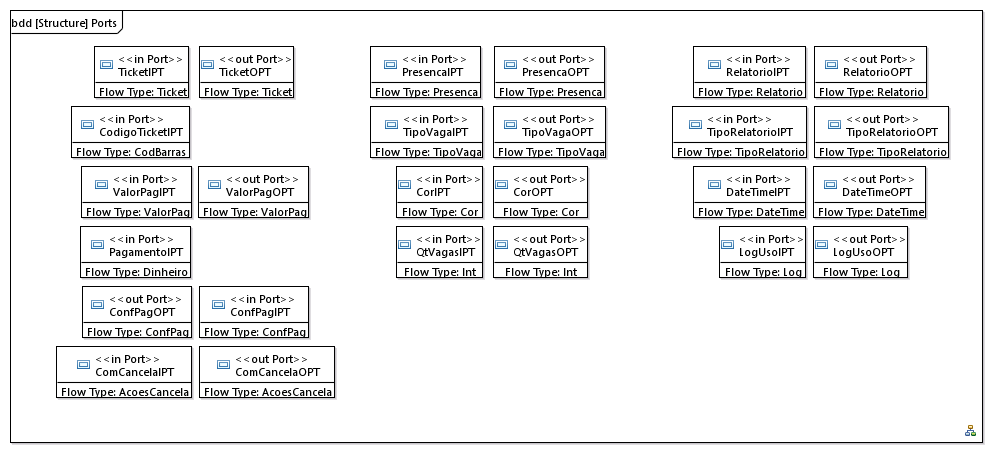 bdd [Structure] Ports
<<in Port>>
TicketIPT
Flow Type: Ticket
<<out Port>>
TicketOPT
Flow Type: Ticket
<<in Port>>
PresencaIPT
Flow Type: Presenca
<<out Port>>
PresencaOPT
Flow Type: Presenca
<<in Port>>
RelatorioIPT
Flow Type: Relatorio
<<out Port>>
RelatorioOPT
Flow Type: Relatorio
<<in Port>>
CodigoTicketIPT
Flow Type: CodBarras
<<in Port>>
TipoVagaIPT
Flow Type: TipoVaga
<<out Port>>
TipoVagaOPT
Flow Type: TipoVaga
<<in Port>>
TipoRelatorioIPT
Flow Type: TipoRelatorio
<<out Port>>
TipoRelatorioOPT
Flow Type: TipoRelatorio
<<in Port>>
ValorPagIPT
Flow Type: ValorPag
<<out Port>>
ValorPagOPT
Flow Type: ValorPag
<<in Port>>
CorIPT
Flow Type: Cor
<<out Port>>
CorOPT
Flow Type: Cor
<<in Port>>
DateTimeIPT
Flow Type: DateTime
<<out Port>>
DateTimeOPT
Flow Type: DateTime
<<in Port>>
PagamentoIPT
Flow Type: Dinheiro
<<in Port>>
QtVagasIPT
Flow Type: Int
<<out Port>>
QtVagasOPT
Flow Type: Int
<<in Port>>
LogUsoIPT
Flow Type: Log
<<out Port>>
LogUsoOPT
Flow Type: Log
<<out Port>>
ConfPagOPT
Flow Type: ConfPag
<<in Port>>
ConfPagIPT
Flow Type: ConfPag
<<in Port>>
ComCancelaIPT
Flow Type: AcoesCancela
<<out Port>>
ComCancelaOPT
Flow Type: AcoesCancela